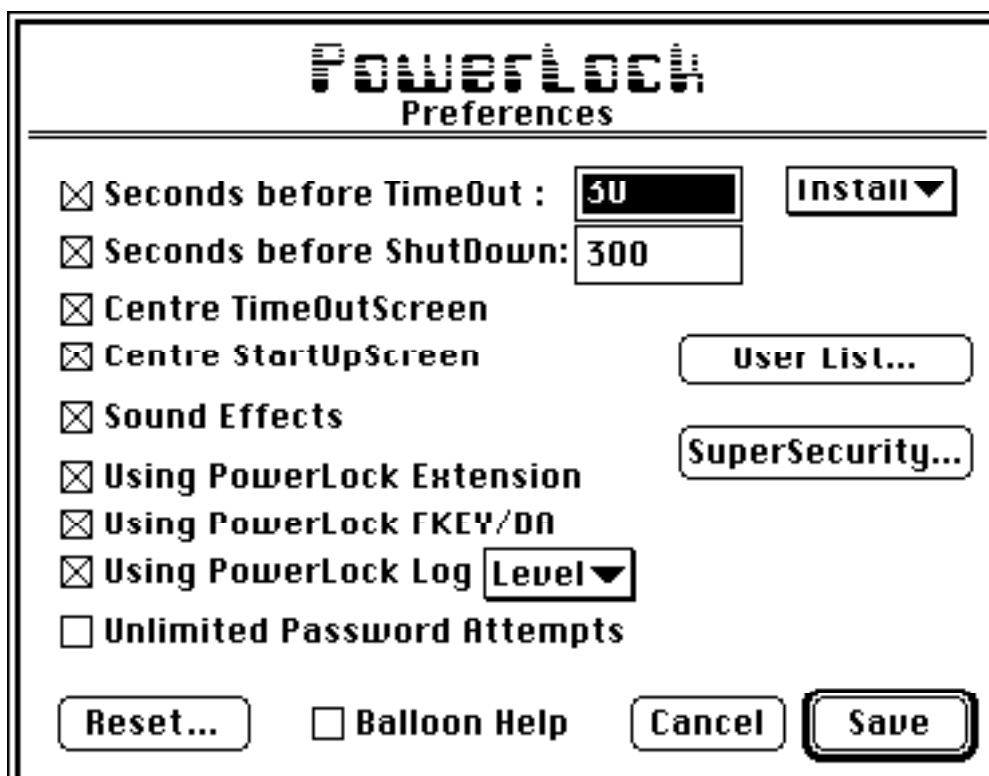 PowerLock
Preferences
Seconds before TimeOut : 30 Install
Seconds before ShutDown: 300
Centre TimeOutScreen
Centre StartUpScreen
User List...
Sound Effects
SuperSecurity...
Using PowerLock Extension
Using PowerLock FKEY/DA
Using PowerLock Log Level
Unlimited Password Attempts
Reset... Balloon Help Cancel Save